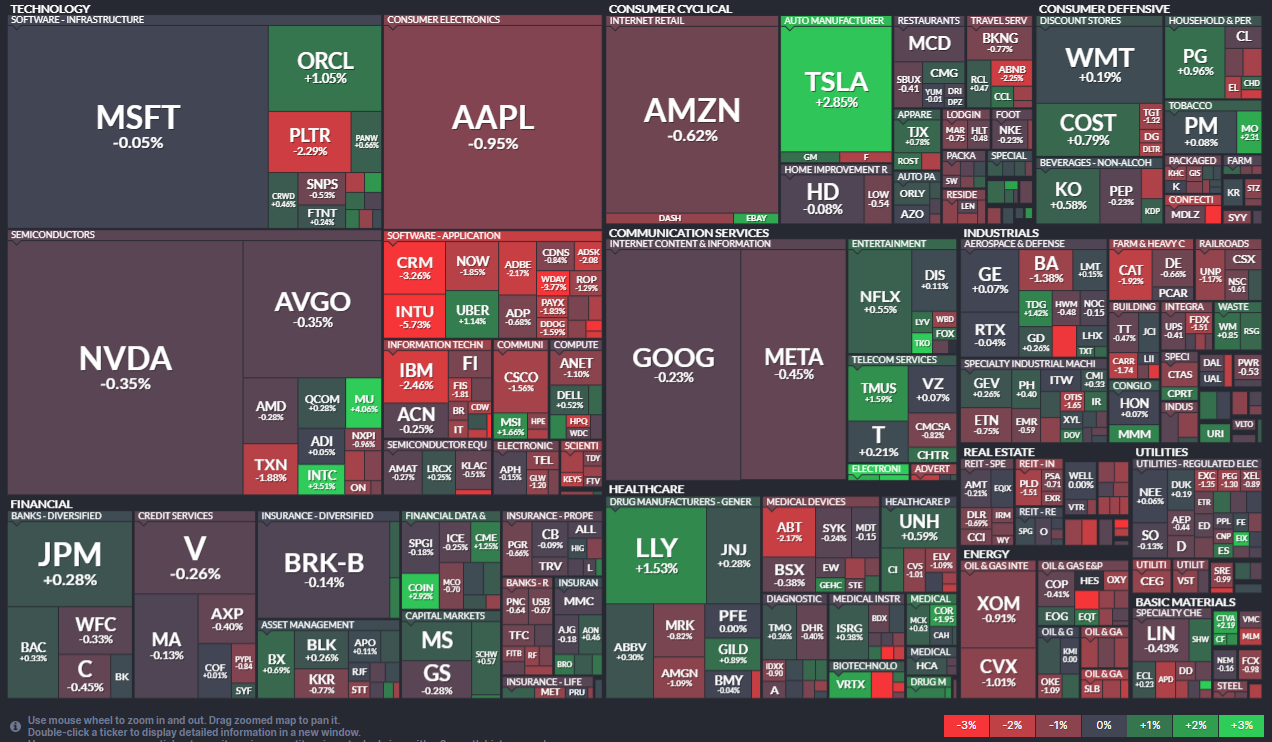 TECHNOLOGY
SOFTWARE - INFRASTRUCTURE
MSFT
-0.05%
ORCL
+1.05%
PLTR
-2.29%
PANW
+0.66%
CRWD
+0.46%
SNPS
-0.53%
FTNT
+0.24%
CONSUMER ELECTRONICS
AAPL
-0.95%
SEMICONDUCTORS
NVDA
-0.35%
AVGO
-0.35%
AMD
-0.28%
QCOM
+0.28%
MU
+4.06%
ADI
+0.05%
NXPI
-0.96%
TXN
-1.88%
INTC
+3.51%
ON
SOFTWARE - APPLICATION
CRM
-3.26%
NOW
-1.85%
ADBE
-2.17%
CDNS
-0.84%
ADSK
-2.08
WDAY
-3.77%
ROP
-1.29%
INTU
-5.73%
UBER
+1.14%
ADP
-0.68%
PAYX
-1.83%
DDOG
-1.59%
INFORMATION TECHN
IBM
-2.46%
FI
FIS
-1.81
ACN
-0.25%
BR
CDW
IT
COMMUNI
CSCO
-1.56%
MSI
+1.66%
HPE
COMPUTE
ANET
-1.10%
DELL
+0.52%
HPQ
WDC
SEMICONDUCTOR EQU
AMAT
-0.27%
LRCX
+0.25%
KLAC
-0.51%
ELECTRONIC
APH
-0.15%
TEL
GLW
-1.20
SCIENTI
TDY
KEYS
FTV
CONSUMER CYCLICAL
INTERNET RETAIL
AMZN
-0.62%
DASH
EBAY
AUTO MANUFACTURER
TSLA
+2.85%
GM
F
HOME IMPROVEMENT R
HD
-0.08%
LOW
-0.54
RESTAURANTS
MCD
SBUX
-0.41
CMG
YUM
-0.01
DRI
DPZ
TRAVEL SERV
BKNG
-0.77%
RCL
+0.47
ABNB
-2.25%
CCL
APPARE
TJX
+0.78%
ROST
LODGIN
MAR
-0.75
HLT
-0.48
FOOT
NKE
-0.23%
AUTO PA
ORLY
AZO
PACKA
SW
SPECIAL
RESIDE
LEN
CONSUMER DEFENSIVE
DISCOUNT STORES
WMT
+0.19%
COST
+0.79%
TGT
-1.32
DG
DLTR
HOUSEHOLD & PER
PG
+0.96%
CL
EL
CHD
TOBACCO
PM
+0.08%
MO
+2.31
BEVERAGES - NON-ALCOH
KO
+0.58%
PEP
-0.23%
KDP
PACKAGED
KHC
GIS
K
FARM
KR
STZ
CONFECTI
MDLZ
SYY
COMMUNICATION SERVICES
INTERNET CONTENT & INFORMATION
GOOG
-0.23%
META
-0.45%
ENTERTAINMENT
NFLX
+0.55%
DIS
+0.11%
LYV
WBD
TKO
FOX
TELECOM SERVICES
TMUS
+1.59%
VZ
+0.07%
T
+0.21%
CMCSA
-0.82%
CHTR
ELECTRONI
ADVERT
INDUSTRIALS
AEROSPACE & DEFENSE
GE
+0.07%
BA
-1.38%
LMT
+0.15%
RTX
-0.04%
TDG
+1.42%
HWM
-0.48
NOC
-0.15
GD
+0.26%
LHX
TXT
FARM & HEAVY C
CAT
-1.92%
DE
-0.66%
PCAR
RAILROADS
UNP
-1.17%
CSX
NSC
-0.61
BUILDING
TT
-0.47%
JCI
CARR
-1.74
LII
INTEGRA
UPS
-0.41
FDX
-1.51
WASTE
WM
+0.85
RSG
SPECIALTY INDUSTRIAL MACHI
GEV
+0.26%
PH
+0.40
ITW
CMI
+0.33
ETN
-0.75%
EMR
-0.59
OTIS
-1.65
IR
XYL
DOV
CONGLO
HON
+0.07%
MMM
SPECI
CTAS
DAL
UAL
PWR
-0.53
CPRT
INDUS
URI
VLTO
FINANCIAL
BANKS - DIVERSIFIED
JPM
+0.28%
BAC
+0.33%
WFC
-0.33%
C
-0.45%
BK
CREDIT SERVICES
V
-0.26%
MA
-0.13%
AXP
-0.40%
COF
+0.01%
PYPL
-0.84
SYF
INSURANCE - DIVERSIFIED
BRK-B
-0.14%
ASSET MANAGEMENT
BX
+0.69%
BLK
+0.26%
APO
+0.11%
KKR
-0.77%
RJF
STT
FINANCIAL DATA &
SPGI
-0.18%
ICE
-0.25%
CME
+1.25%
COIN
+2.92%
MCO
-0.70
CAPITAL MARKETS
MS
GS
-0.28%
SCHW
+0.57
INSURANCE - PROPE
PGR
-0.66%
CB
-0.09%
ALL
HIG
TRV
L
BANKS - R
PNC
-0.64
USB
-0.67
TFC
FITB
RF
INSURAN
MMC
AJG
-0.18
AON
+0.46
BRO
INSURANCE - LIFE
MET
PRU
HEALTHCARE
DRUG MANUFACTURERS - GENER
LLY
+1.53%
JNJ
+0.28%
ABBV
+0.30%
MRK
-0.82%
PFE
0.00%
AMGN
-1.09%
GILD
+0.89%
BMY
-0.04%
MEDICAL DEVICES
ABT
-2.17%
SYK
-0.24%
MDT
-0.15
BSX
-0.38%
EW
GEHC
STE
HEALTHCARE P
UNH
+0.59%
CI
CVS
-1.01
ELV
-1.09%
DIAGNOSTIC
TMO
+0.36%
DHR
-0.40%
IDXX
-0.90
A
MEDICAL INSTR
ISRG
+0.38%
BDX
MEDICAL
MCK
+0.63
COR
+1.95
CAH
BIOTECHNOLO
VRTX
MEDICAL
HCA
DRUG M
REAL ESTATE
REIT - SPE
AMT
-0.21%
EQIX
DLR
-0.69%
IRM
CCI
REIT - IN
PLD
-1.51
PSA
-0.71
EXR
WELL
0.00%
VTR
WY
REIT - RE
SPG
O
UTILITIES
UTILITIES - REGULATED ELEC
NEE
+0.06%
DUK
+0.19
EXC
-1.35
PEG
-1.30
XEL
-0.89
ETR
SO
-0.13%
AEP
-0.44
ED
PPL
FE
D
CNP
EIX
ES
UTILITI
CEG
UTILIT
VST
SRE
-0.99
ENERGY
OIL & GAS INTE
XOM
-0.91%
CVX
-1.01%
OIL & GAS E&P
COP
-0.41%
HES
OXY
EOG
EQT
OIL & G
KMI
0.00
OKE
-1.09
OIL & GA
OIL & GA
SLB
BASIC MATERIALS
SPECIALTY CHE
LIN
-0.43%
SHW
ECL
+0.23
APD
DD
CTVA
+2.19
CF
VMC
MLM
NEM
-0.16
FCX
-0.98
STEEL
Use mouse wheel to zoom in and out. Drag zoomed map to pan it.
Double-click a ticker to display detailed information in a new window.
-3%
-2%
-1%
0%
+1%
+2%
+3%